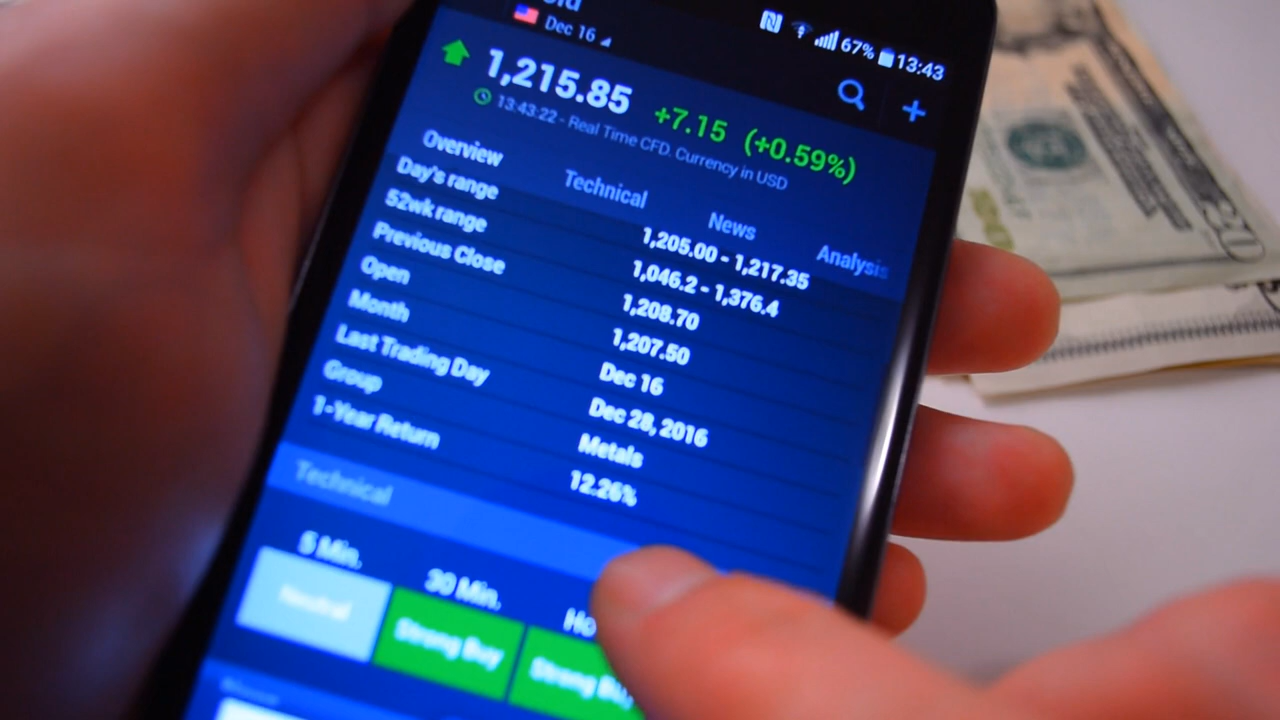 Dec 16
67% 13:43
1,215.85 +7.15 (+0.59%)
13:43:22 - Real Time CFD. Currency in USD
Overview Technical News Analysis
Day's range 1,205.00 - 1,217.35
52wk range 1,046.2 - 1,376.4
Previous Close 1,208.70
Open 1,207.50
Month Dec 16
Last Trading Day Dec 28, 2016
Group Metals
1-Year Return 12.26%
Technical
5 Min. 30 Min.
Neutral Strong Buy Strong